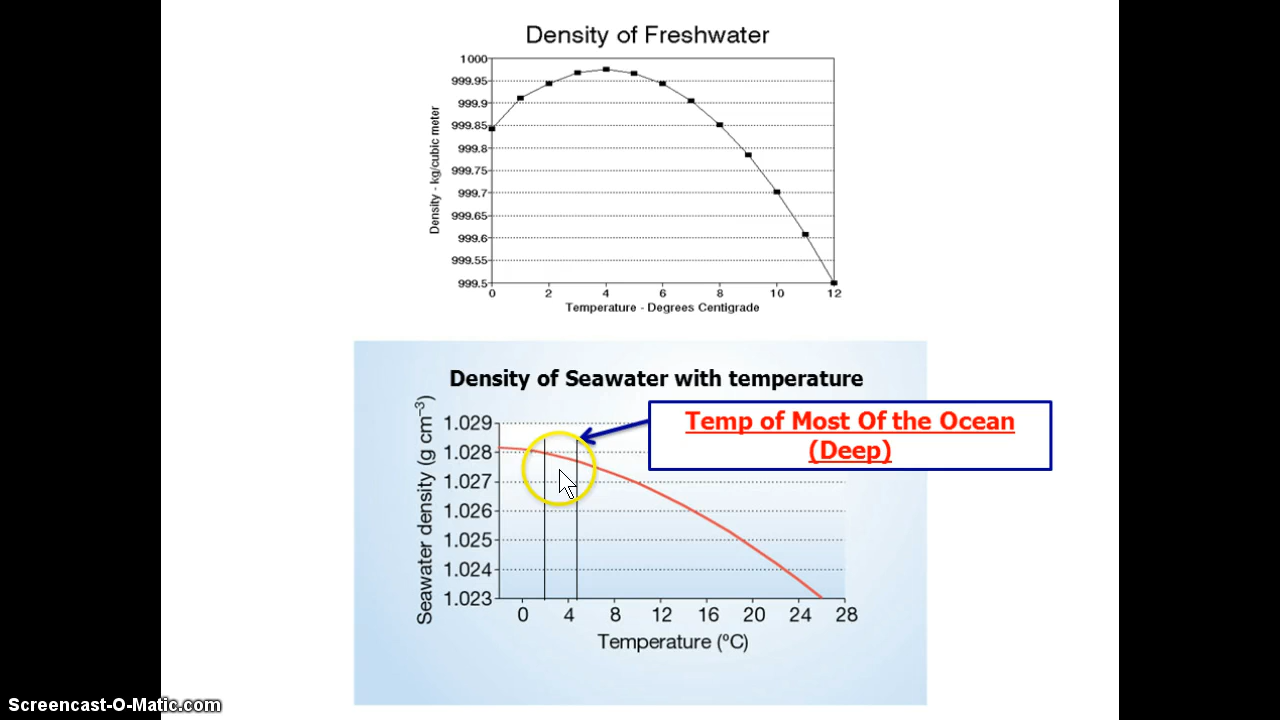 Density of Freshwater
Density - kg/cubic meter
1000
999.95
999.9
999.85
999.8
999.75
999.7
999.65
999.6
999.55
999.5
0 2 4 6 8 10 12
Temperature - Degrees Centigrade
Density of Seawater with temperature
Temp of Most Of the Ocean
(Deep)
Seawater density (g cm⁻³)
1.029
1.028
1.027
1.026
1.025
1.024
1.023
0 4 8 12 16 20 24 28
Temperature (ºC)
Screencast-O-Matic.com